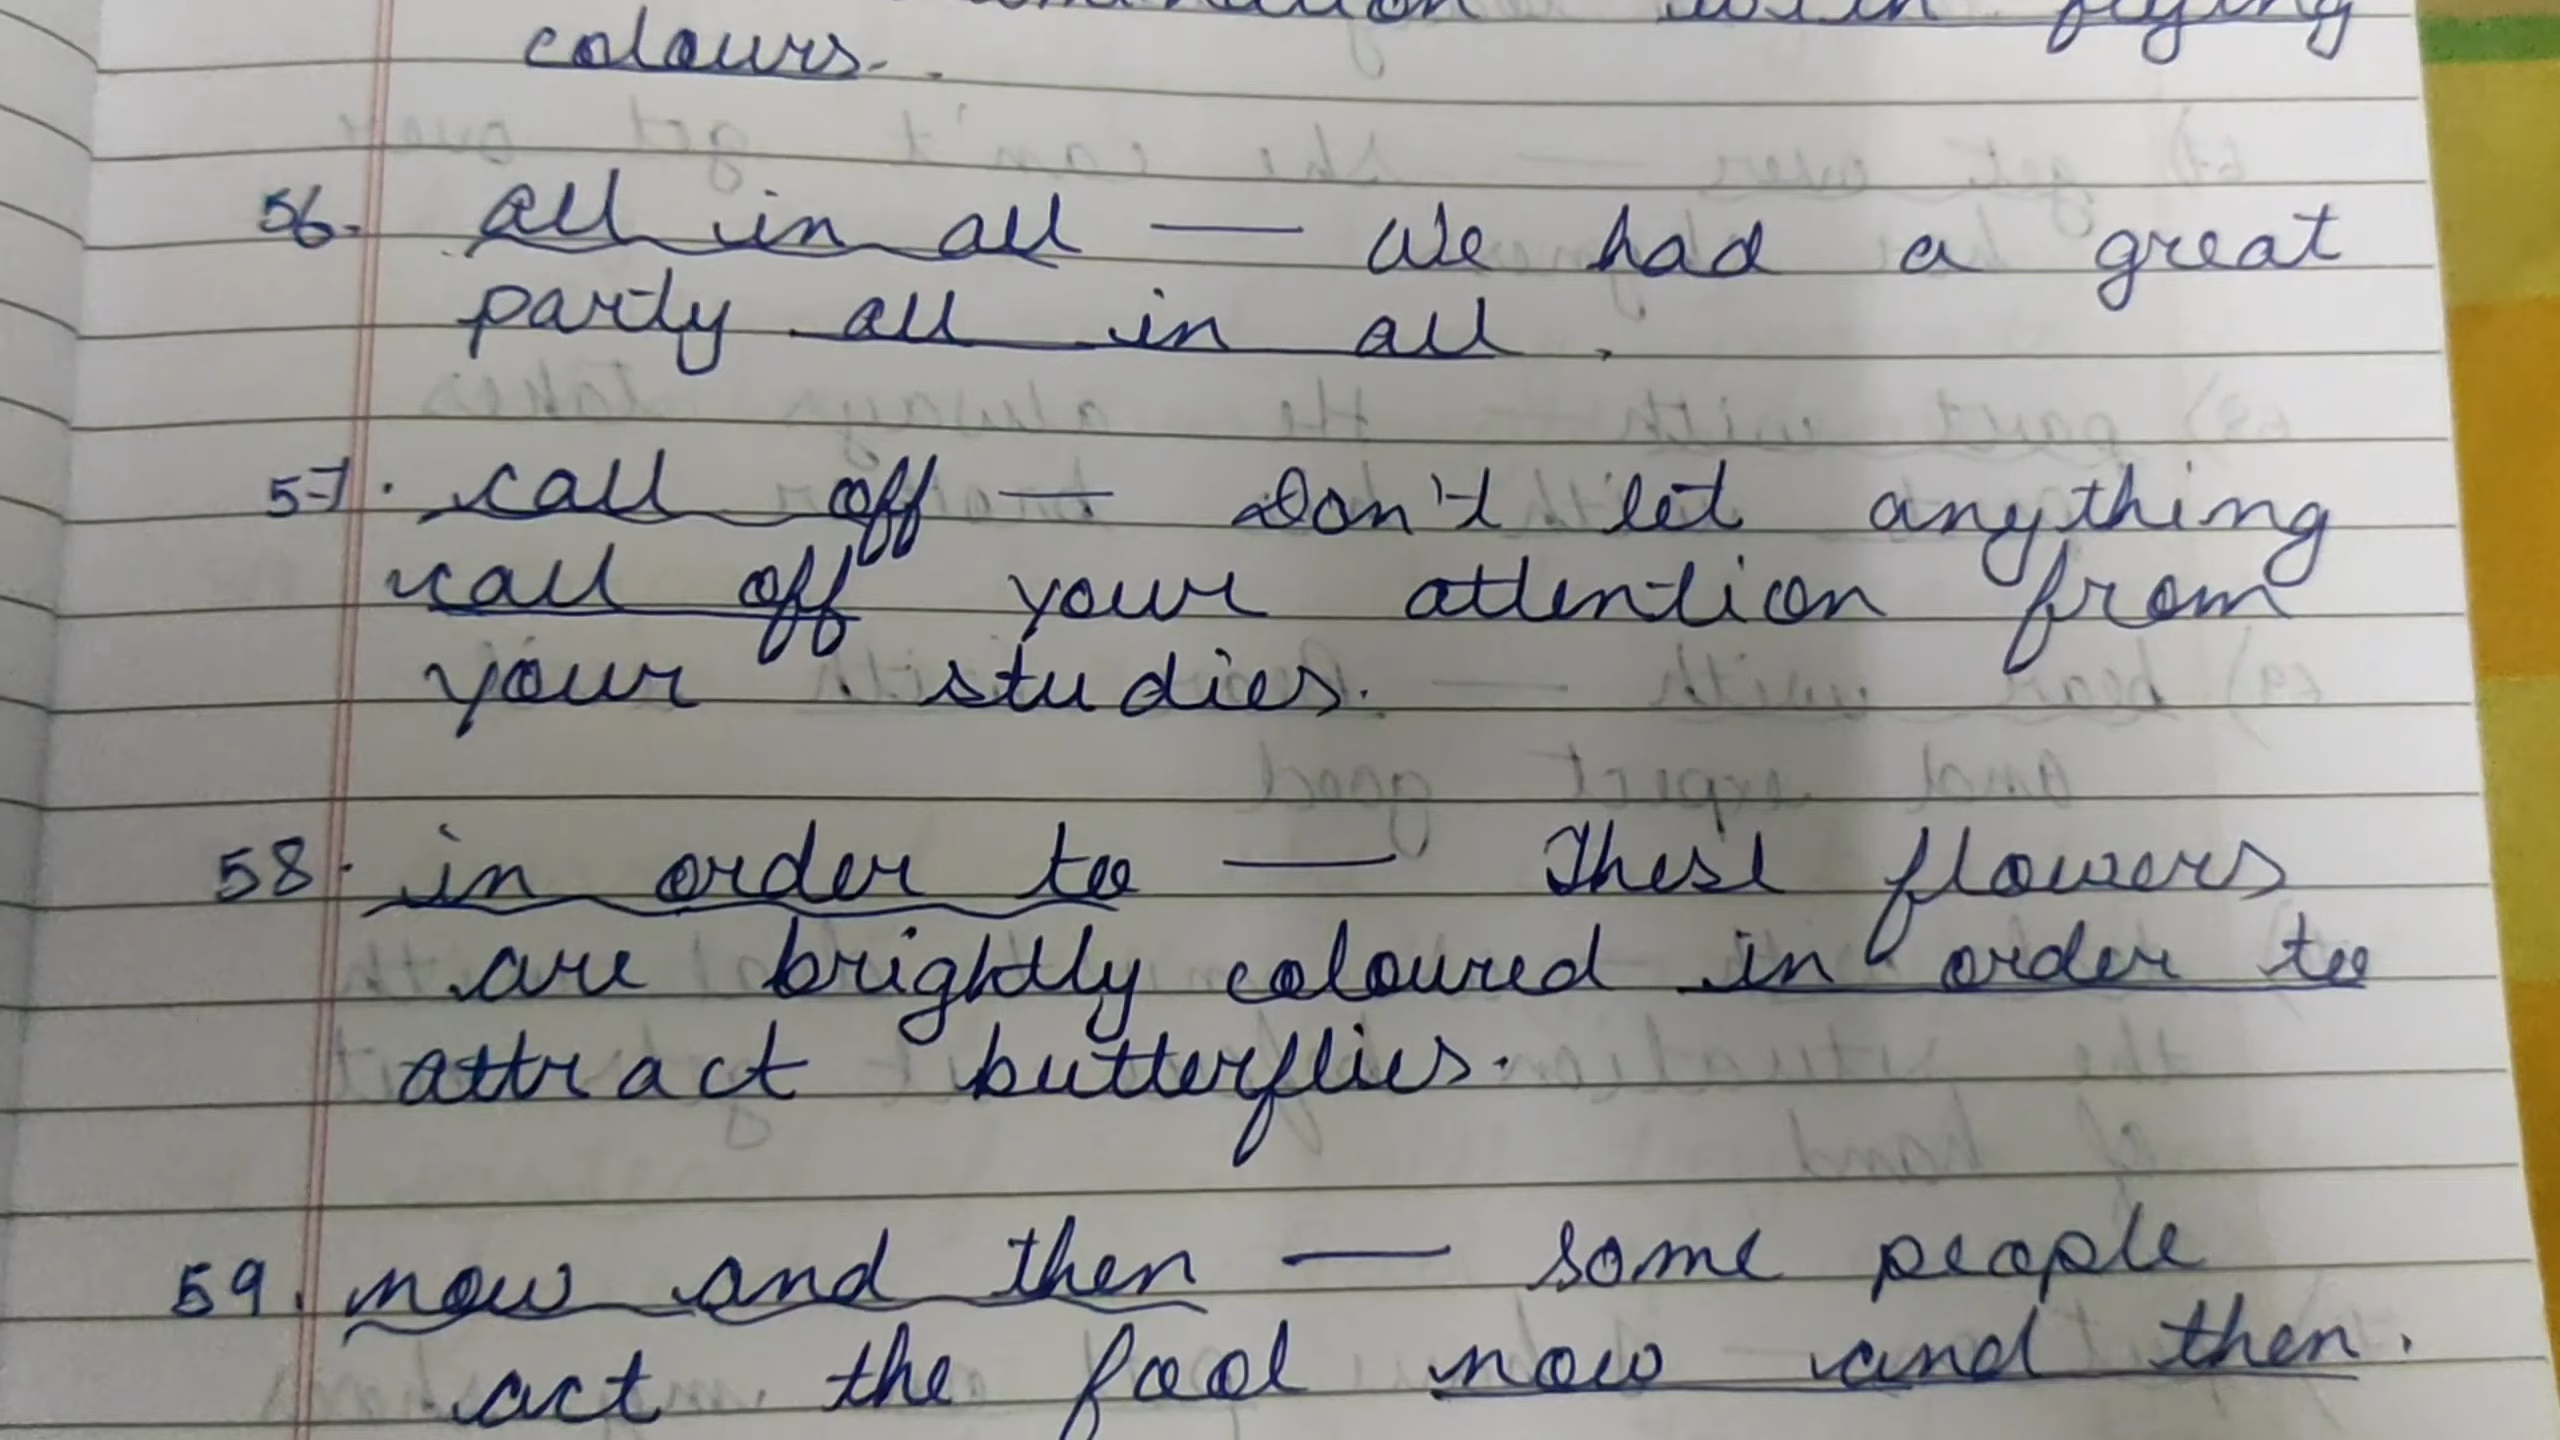 with flying
colours.
56. all in all — We had a great
party all in all.
57. call off — Don't let anything
call off your attention from
your studies.
58. in order to — These flowers
are brightly coloured in order to
attract butterflies.
59. now and then — some people
act the fool now and then.